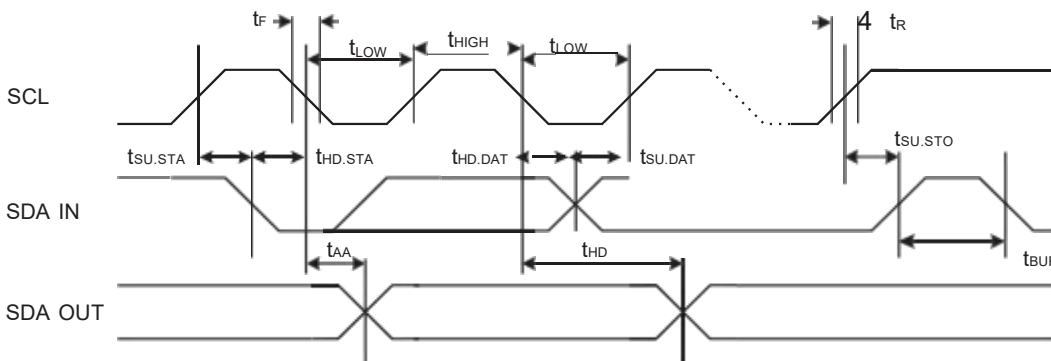 tF
tLOW
tHIGH
tLOW
4 tR
SCL
tSU.STA
tHD.STA
tHD.DAT
tSU.DAT
tSU.STO
SDA IN
tAA
tHD
tBUF
SDA OUT